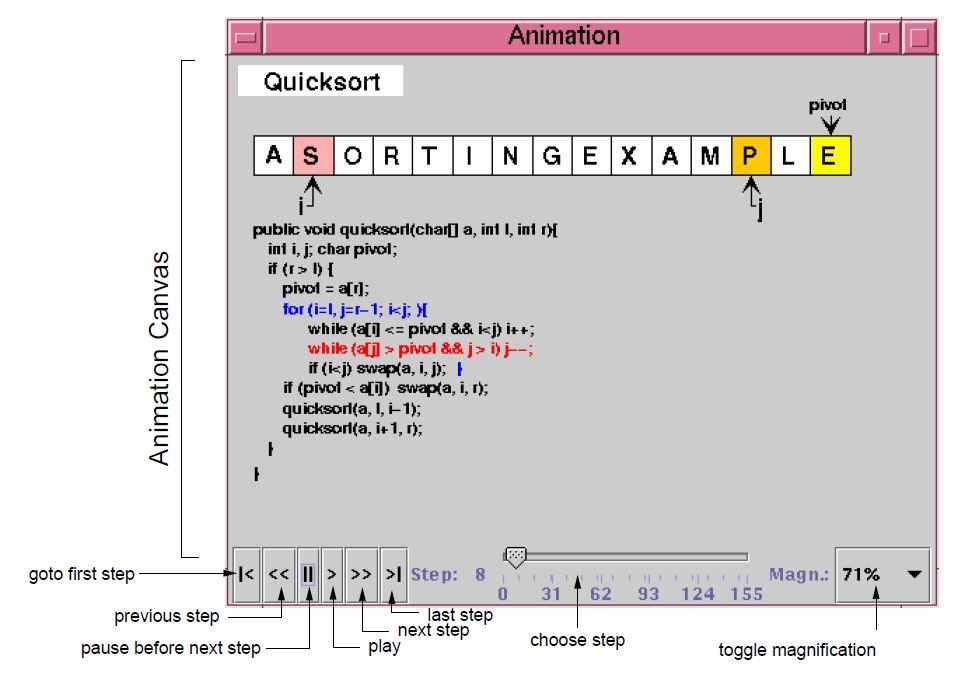 Animation
Quicksort
pivot
A S O R T I N G E X A M P L E
i j
public void quicksort(char[] a, int l, int r){
int i, j; char pivot;
if (r > l) {
pivot = a[r];
for (i=l, j=r-1; i<j; ){
while (a[i] <= pivot && i<j) i++;
while (a[j] > pivot && j > i) j--;
if (i<j) swap(a, i, j); }
if (pivot < a[i]) swap(a, i, r);
quicksort(a, l, i-1);
quicksort(a, i+1, r);
}
}
Animation Canvas
|< << || > >> >| Step: 8 Magn.: 71%
0 31 62 93 124 155
goto first step
previous step
pause before next step
play
next step
last step
choose step
toggle magnification